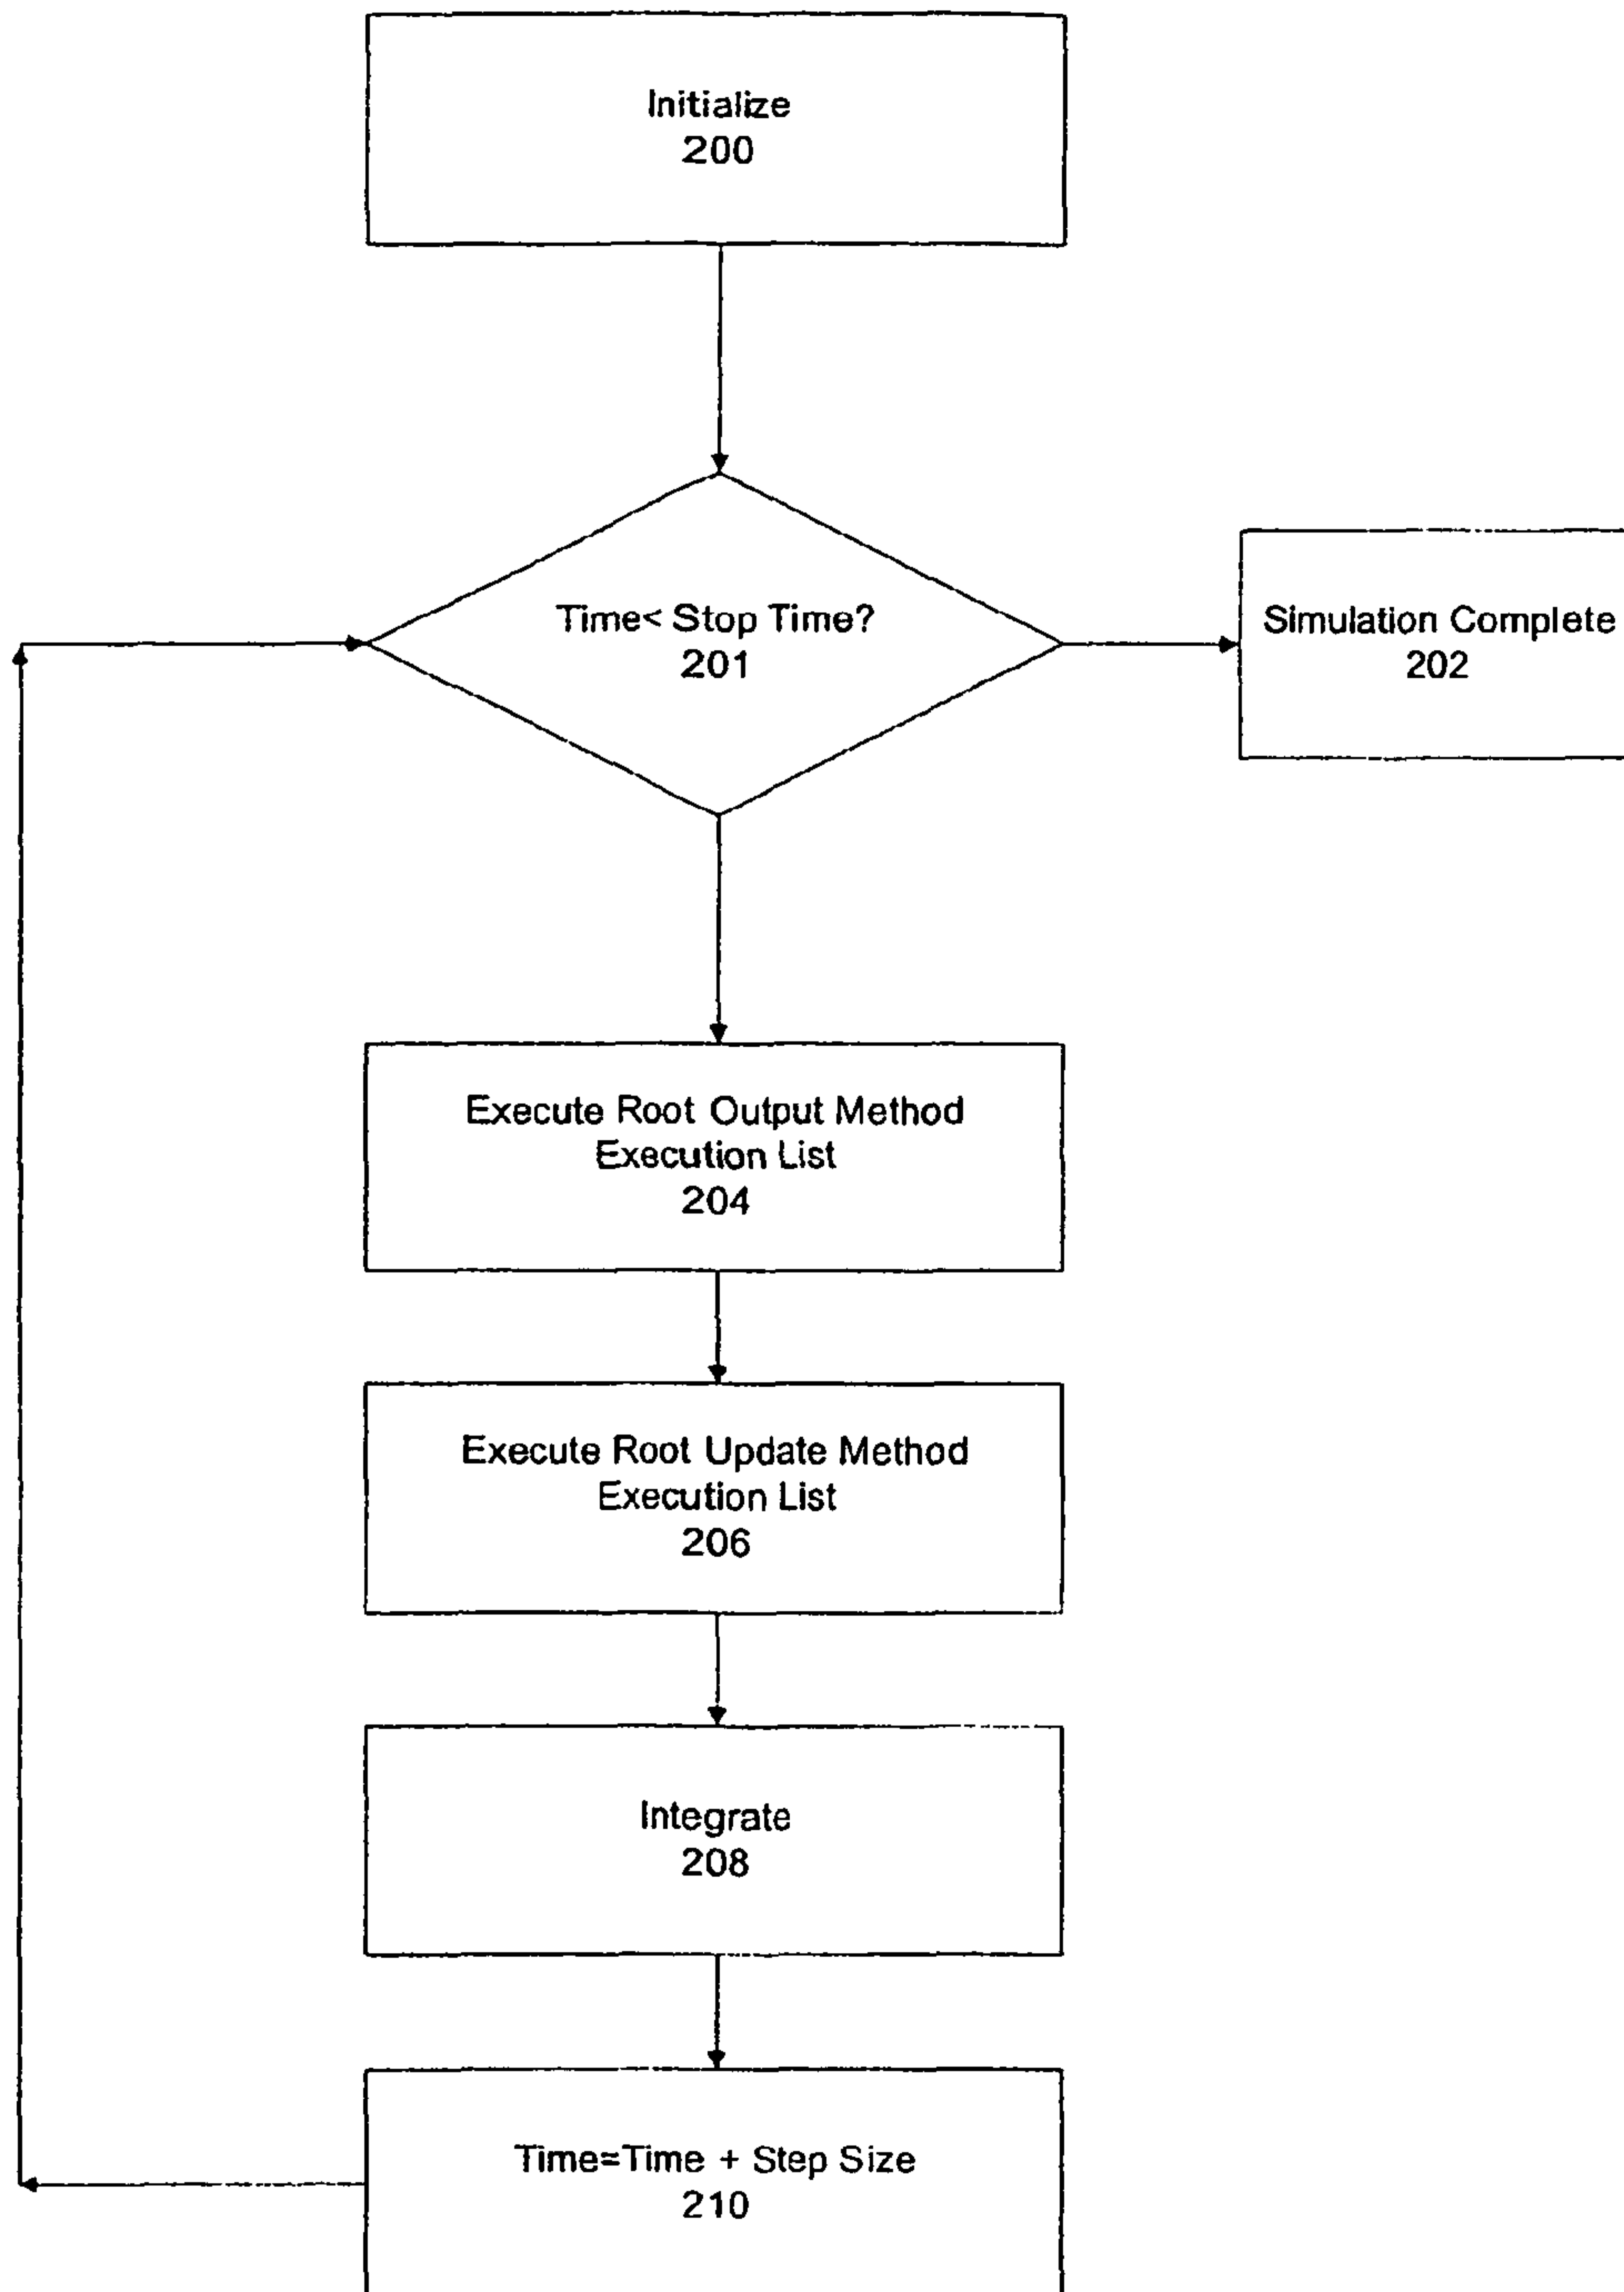 Initialize
200
Time< Stop Time?
201
Simulation Complete
202
Execute Root Output Method
Execution List
204
Execute Root Update Method
Execution List
206
Integrate
208
Time=Time + Step Size
210